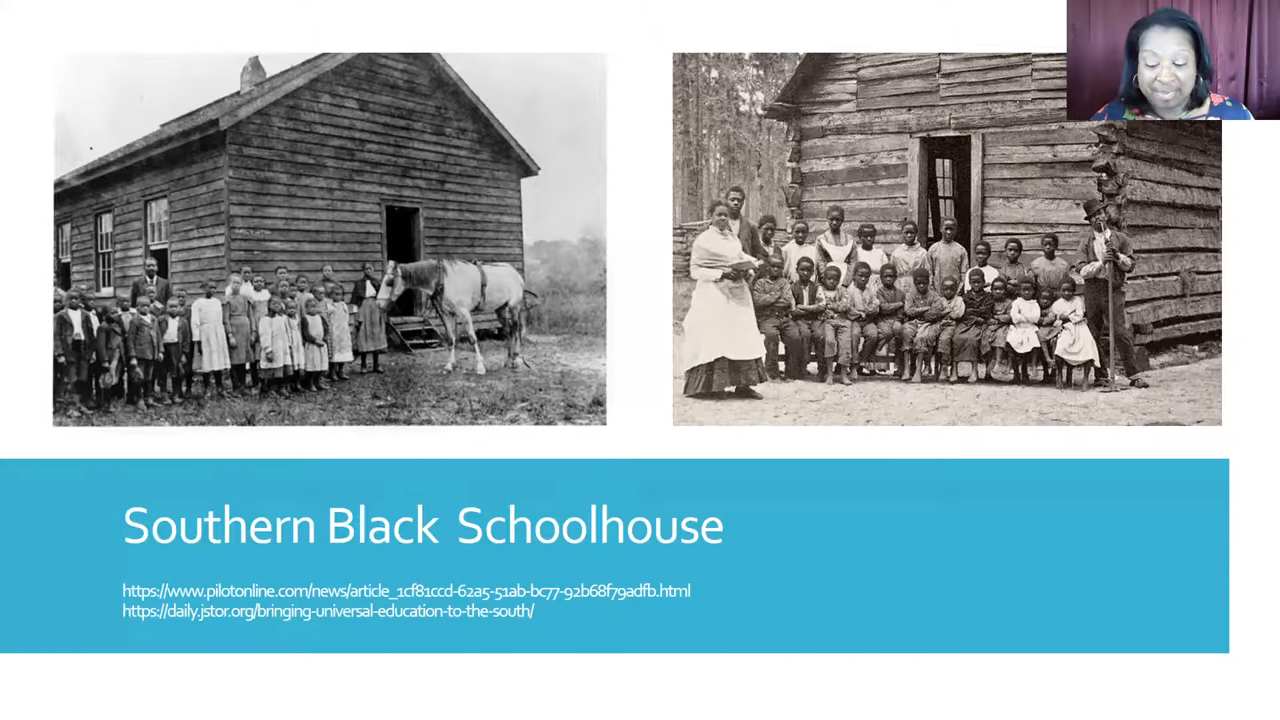 Southern Black Schoolhouse
https://www.pilotonline.com/news/article_1cf81ccd-62a5-51ab-bc77-92b68f79adfb.html
https://daily.jstor.org/bringing-universal-education-to-the-south/